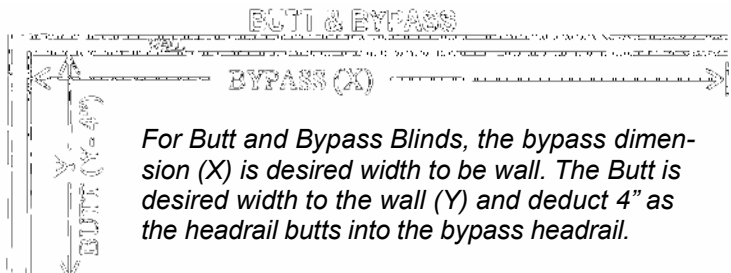 BUTT & BYPASS
WALL
BYPASS (X)
BUTT (Y- 4")
Y
For Butt and Bypass Blinds, the bypass dimen-
sion (X) is desired width to be wall. The Butt is
desired width to the wall (Y) and deduct 4” as
the headrail butts into the bypass headrail.